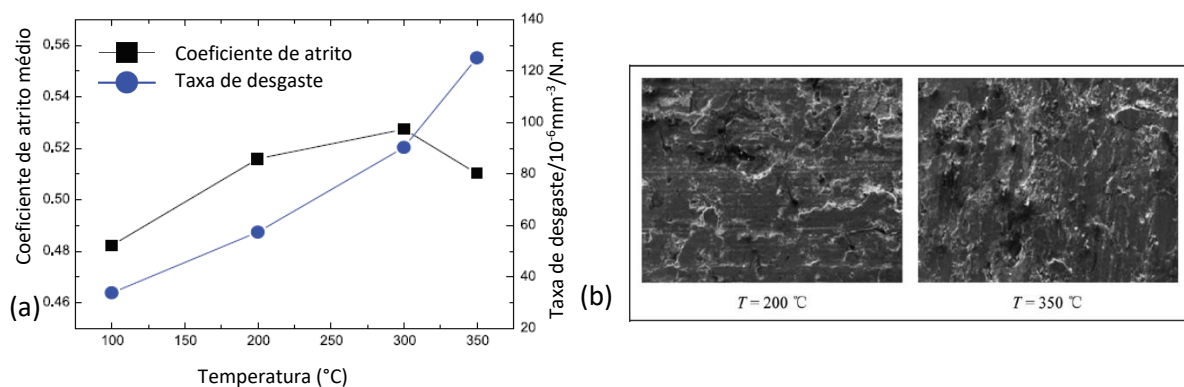 Coeficiente de atrito médio
0,56
0,54
0,52
0,50
0,48
0,46
Coeficiente de atrito
Taxa de desgaste
140
120
100
80
60
40
20
Taxa de desgaste/10⁻⁶mm⁻³/N.m
100 150 200 250 300 350
Temperatura (°C)
(a)
(b)
T = 200 ℃
T = 350 ℃